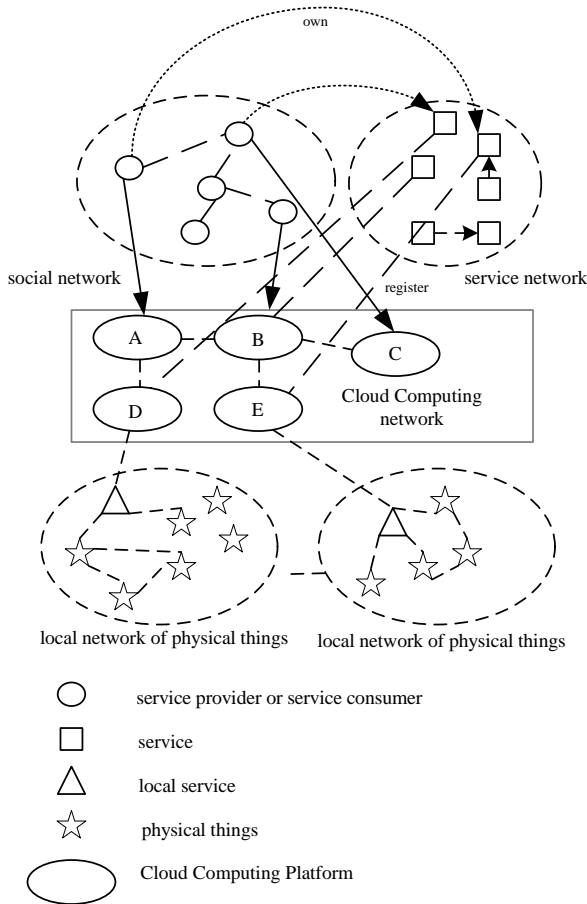 own
social network
service network
register
A
B
C
D
E
Cloud Computing
network
local network of physical things
local network of physical things
service provider or service consumer
service
local service
physical things
Cloud Computing Platform